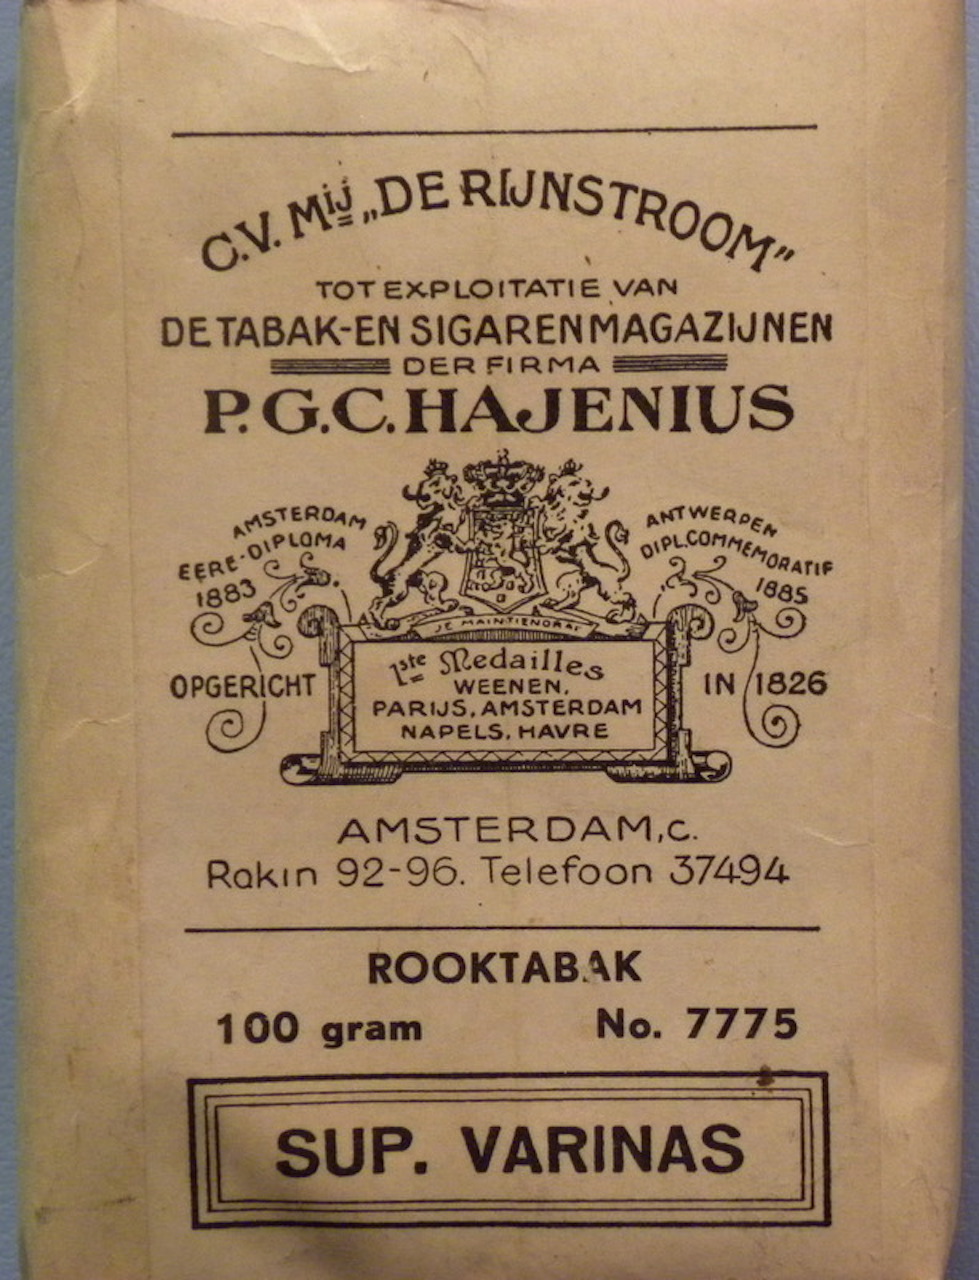 C.V. Mij „DE RIJNSTROOM”
TOT EXPLOITATIE VAN
DE TABAK-EN SIGARENMAGAZIJNEN
DER FIRMA
P.G.C. HAJENIUS
AMSTERDAM
EERE-DIPLOMA
1883
ANTWERPEN
DIPL.COMMEMORATIF
1885
JE MAINTIENDRAI
1ste Medailles
WEENEN,
PARIJS, AMSTERDAM
NAPELS, HAVRE
OPGERICHT IN 1826
AMSTERDAM,C.
Rokin 92-96. Telefoon 37494
ROOKTABAK
100 gram No. 7775
SUP. VARINAS